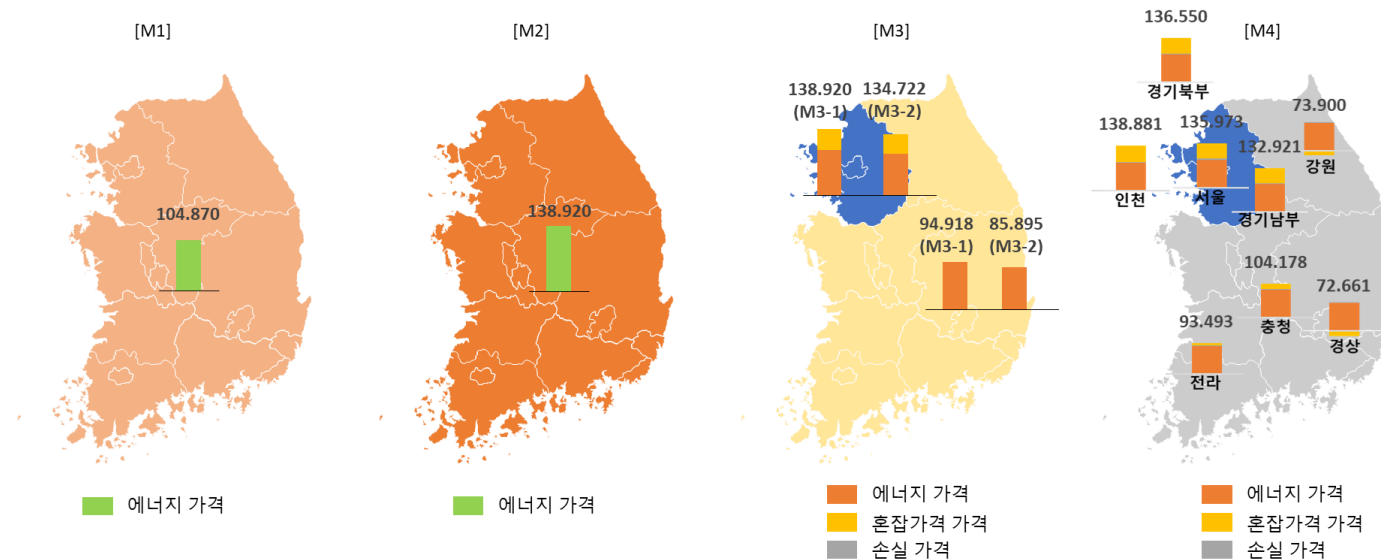 [M1]
104.870
에너지 가격
[M2]
138.920
에너지 가격
[M3]
138.920
(M3-1)
134.722
(M3-2)
94.918
(M3-1)
85.895
(M3-2)
에너지 가격
혼잡가격 가격
손실 가격
[M4]
136.550
경기북부
73.900
강원
138.881
인천
135.973
서울
132.921
경기남부
104.178
충청
72.661
경상
93.493
전라
에너지 가격
혼잡가격 가격
손실 가격